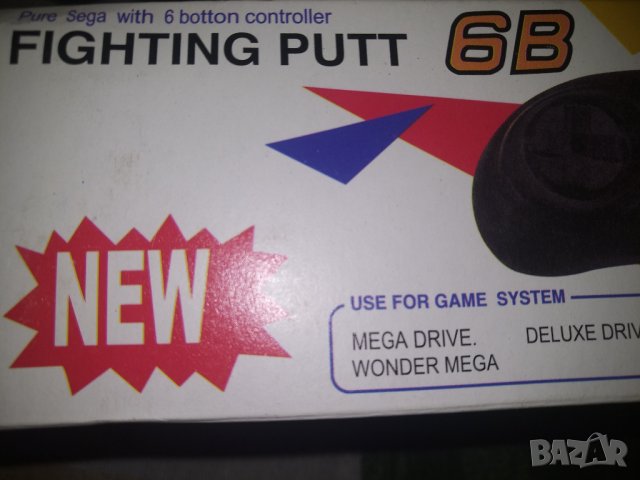 Pure Sega with 6 botton controller
FIGHTING PUTT 6B
NEW
USE FOR GAME SYSTEM
MEGA DRIVE. DELUXE DRIV
WONDER MEGA
BAZAR